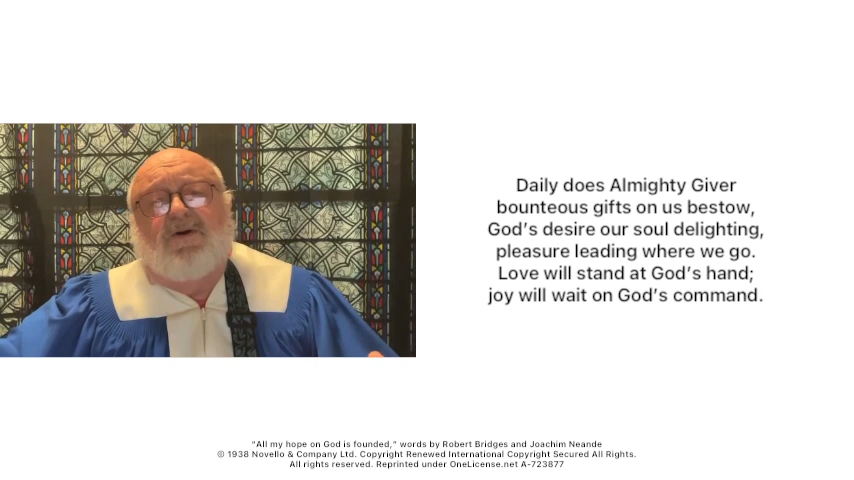 Daily does Almighty Giver
bounteous gifts on us bestow,
God's desire our soul delighting,
pleasure leading where we go.
Love will stand at God's hand;
joy will wait on God's command.
"All my hope on God is founded," words by Robert Bridges and Joachim Neande
© 1938 Novello & Company Ltd. Copyright Renewed International Copyright Secured All Rights.
All rights reserved. Reprinted under OneLicense.net A-723877